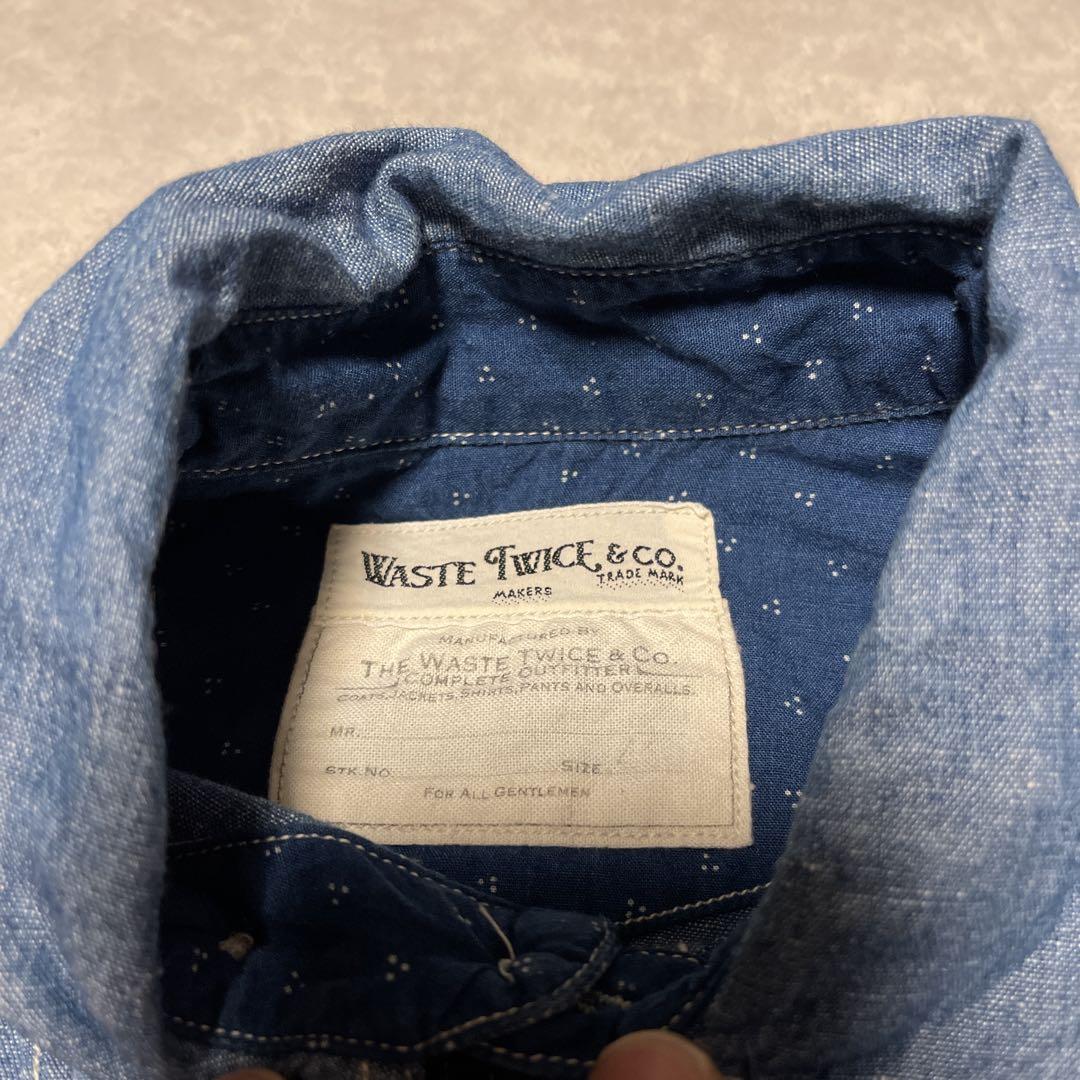 WASTE TWICE & CO.
TRADE MARK
MAKERS
MANUFACTURED BY
THE WASTE TWICE & CO.
COMPLETE OUTFITTER
COATS, JACKETS, SHIRTS, PANTS AND OVERALLS.
MR.
STK.NO. SIZE
FOR ALL GENTLEMEN